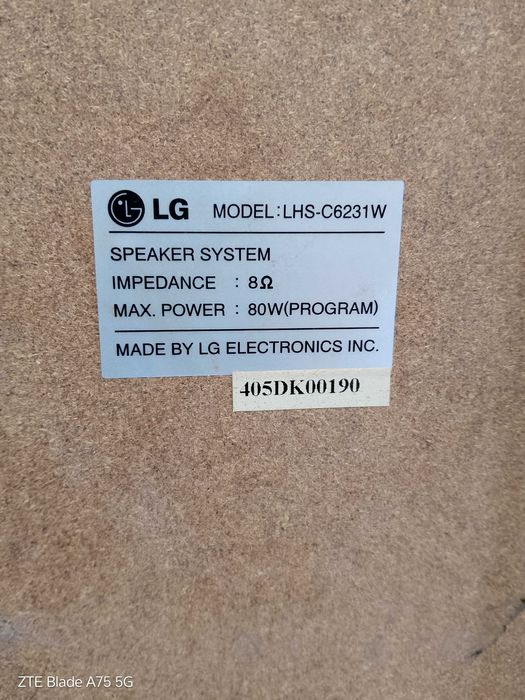 LG MODEL:LHS-C6231W
SPEAKER SYSTEM
IMPEDANCE : 8Ω
MAX. POWER : 80W(PROGRAM)
MADE BY LG ELECTRONICS INC.
405DK00190
ZTE Blade A75 5G